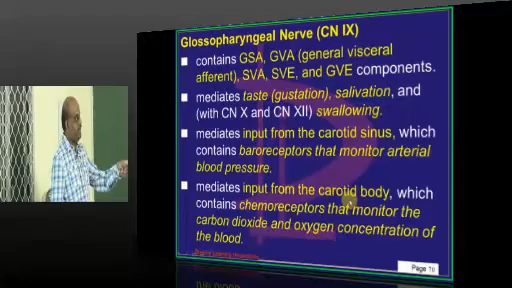 Glossopharyngeal Nerve (CN IX)
contains GSA, GVA (general visceral
afferent), SVA, SVE, and GVE components.
mediates taste (gustation), salivation, and
(with CN X and CN XII) swallowing.
mediates input from the carotid sinus, which
contains baroreceptors that monitor arterial
blood pressure.
mediates input from the carotid body, which
contains chemoreceptors that monitor the
carbon dioxide and oxygen concentration of
the blood.
Page 10